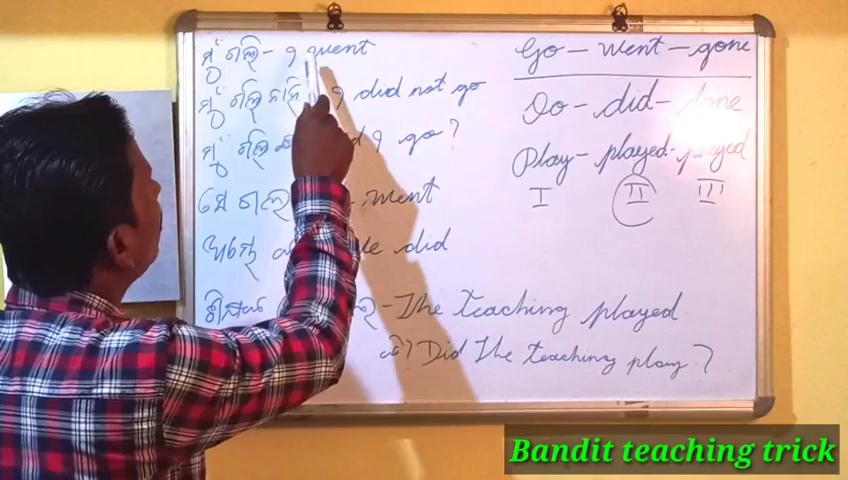 ମୁଁ ଗଲି - I went
ମୁଁ ଗଲି ନାହିଁ I did not go
ମୁଁ ଗଲି I go?
ସେ ଗଲା went
ଆମେ did
The teaching played.
କି? Did The teaching play?
Go - went - gone
Do - did - done
Play - played - played
I II III
Bandit teaching trick